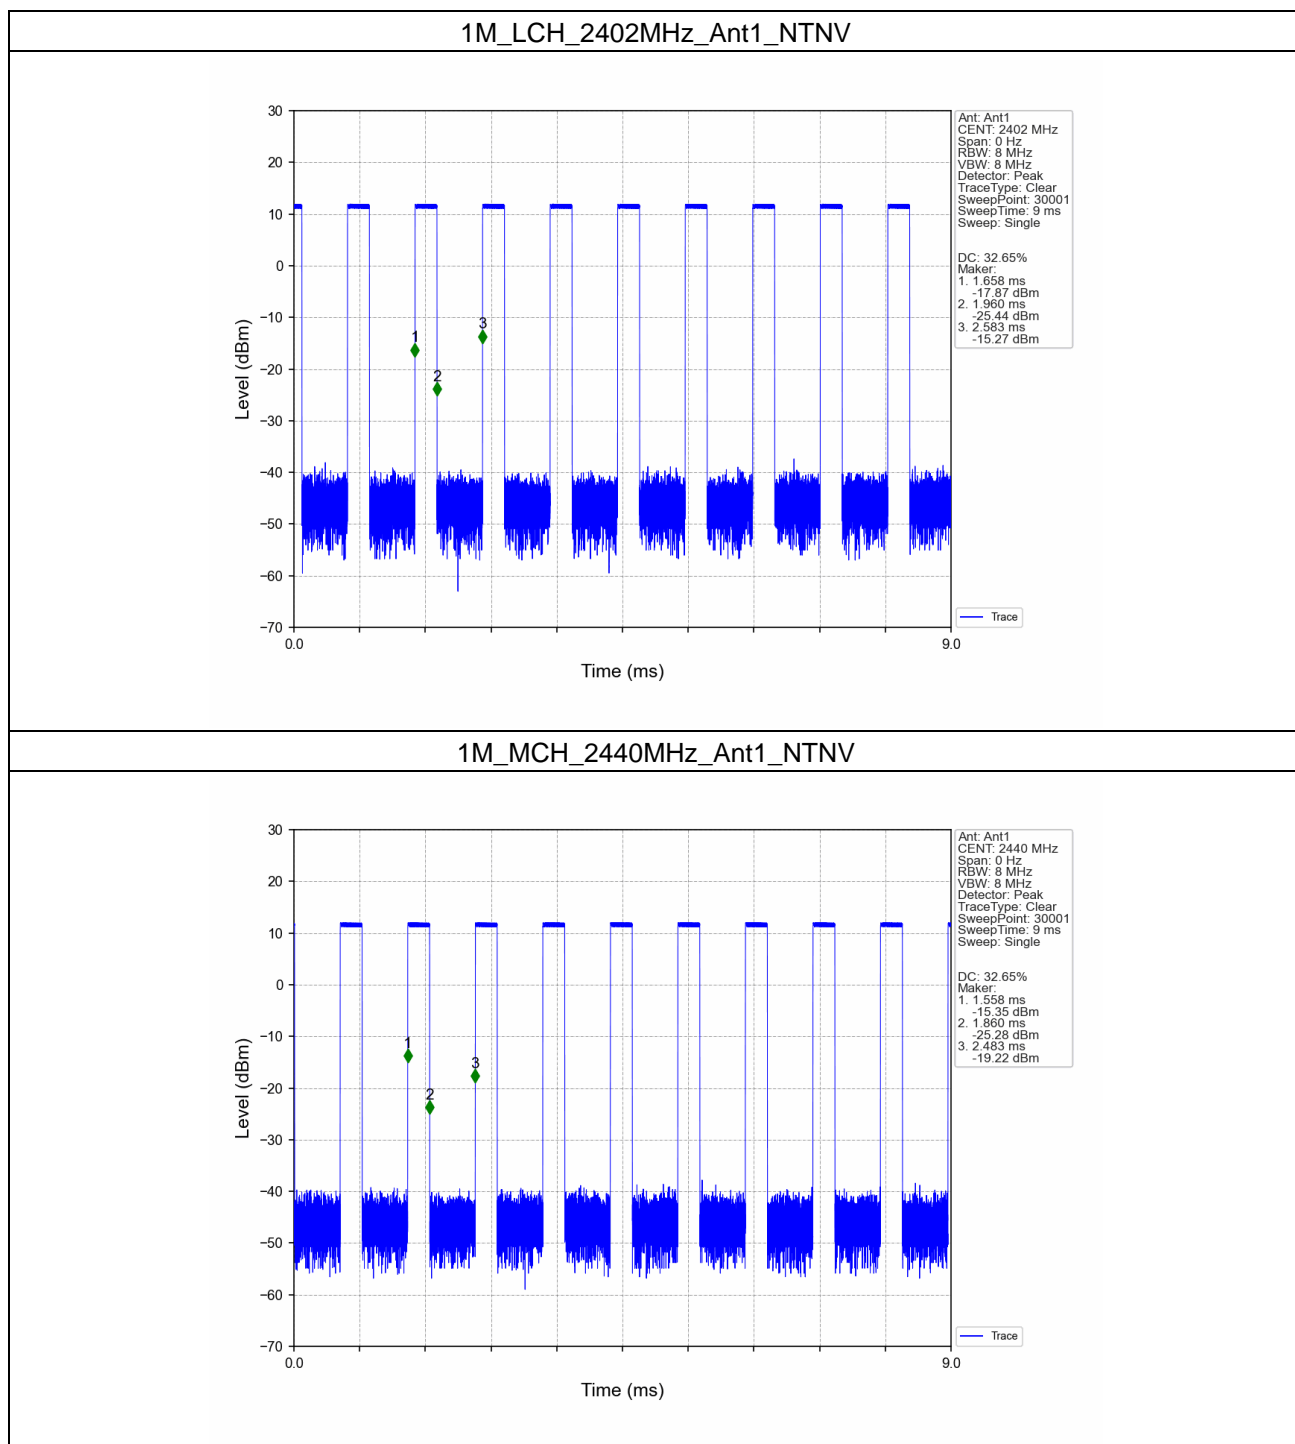 1M_LCH_2402MHz_Ant1_NTNV
30
20
10
0
−10
−20
−30
−40
−50
−60
−70
Level (dBm)
1
2
3
0.0
9.0
Time (ms)
Ant: Ant1
CENT: 2402 MHz
Span: 0 Hz
RBW: 8 MHz
VBW: 8 MHz
Detector: Peak
TraceType: Clear
SweepPoint: 30001
SweepTime: 9 ms
Sweep: Single
DC: 32.65%
Maker:
1. 1.658 ms
-17.87 dBm
2. 1.960 ms
-25.44 dBm
3. 2.583 ms
-15.27 dBm
Trace
1M_MCH_2440MHz_Ant1_NTNV
30
20
10
0
−10
−20
−30
−40
−50
−60
−70
Level (dBm)
1
2
3
0.0
9.0
Time (ms)
Ant: Ant1
CENT: 2440 MHz
Span: 0 Hz
RBW: 8 MHz
VBW: 8 MHz
Detector: Peak
TraceType: Clear
SweepPoint: 30001
SweepTime: 9 ms
Sweep: Single
DC: 32.65%
Maker:
1. 1.558 ms
-15.35 dBm
2. 1.860 ms
-25.28 dBm
3. 2.483 ms
-19.22 dBm
Trace